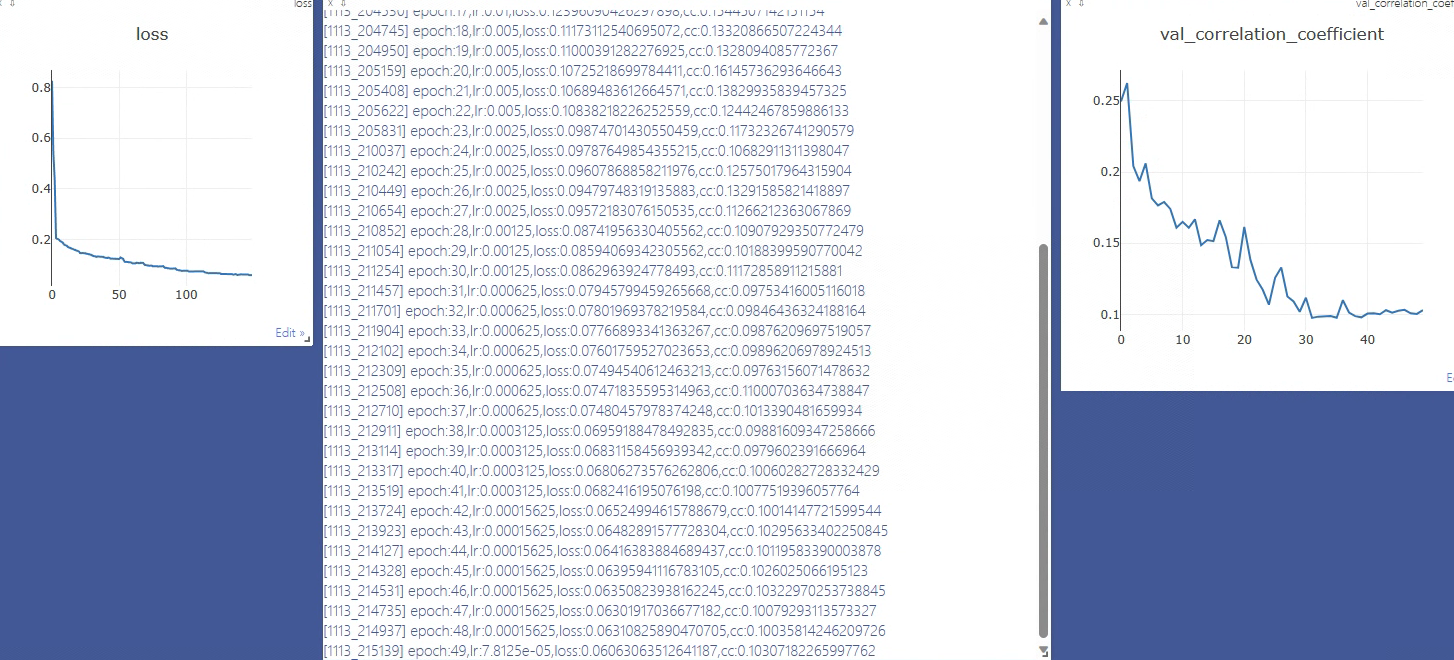 loss
loss
0.8
0.6
0.4
0.2
0
50
100
Edit »
[1113_204745] epoch:18,lr:0.005,loss:0.11173112540695072,cc:0.13320866507224344
[1113_204950] epoch:19,lr:0.005,loss:0.11000391282276925,cc:0.1328094085772367
[1113_205159] epoch:20,lr:0.005,loss:0.10725218699784411,cc:0.16145736293646643
[1113_205408] epoch:21,lr:0.005,loss:0.10689483612664571,cc:0.13829935839457325
[1113_205622] epoch:22,lr:0.005,loss:0.10838218226252559,cc:0.12442467859886133
[1113_205831] epoch:23,lr:0.0025,loss:0.09874701430550459,cc:0.11732326741290579
[1113_210037] epoch:24,lr:0.0025,loss:0.09787649854355215,cc:0.10682911311398047
[1113_210242] epoch:25,lr:0.0025,loss:0.09607868858211976,cc:0.12575017964315904
[1113_210449] epoch:26,lr:0.0025,loss:0.09479748319135883,cc:0.13291585821418897
[1113_210654] epoch:27,lr:0.0025,loss:0.09572183076150535,cc:0.11266212363067869
[1113_210852] epoch:28,lr:0.00125,loss:0.08741956330405562,cc:0.10907929350772479
[1113_211054] epoch:29,lr:0.00125,loss:0.08594069342305562,cc:0.10188399590770042
[1113_211254] epoch:30,lr:0.00125,loss:0.0862963924778493,cc:0.11172858911215881
[1113_211457] epoch:31,lr:0.000625,loss:0.07945799459265668,cc:0.09753416005116018
[1113_211701] epoch:32,lr:0.000625,loss:0.07801969378219584,cc:0.09846436324188164
[1113_211904] epoch:33,lr:0.000625,loss:0.07766893341363267,cc:0.09876209697519057
[1113_212102] epoch:34,lr:0.000625,loss:0.07601759527023653,cc:0.09896206978924513
[1113_212309] epoch:35,lr:0.000625,loss:0.07494540612463213,cc:0.09763156071478632
[1113_212508] epoch:36,lr:0.000625,loss:0.07471835595314963,cc:0.11000703634738847
[1113_212710] epoch:37,lr:0.000625,loss:0.07480457978374248,cc:0.1013390481659934
[1113_212911] epoch:38,lr:0.0003125,loss:0.06959188478492835,cc:0.09881609347258666
[1113_213114] epoch:39,lr:0.0003125,loss:0.06831158456939342,cc:0.0979602391666964
[1113_213317] epoch:40,lr:0.0003125,loss:0.06806273576262806,cc:0.10060282728332429
[1113_213519] epoch:41,lr:0.0003125,loss:0.0682416195076198,cc:0.10077519396057764
[1113_213724] epoch:42,lr:0.00015625,loss:0.06524994615788679,cc:0.10014147721599544
[1113_213923] epoch:43,lr:0.00015625,loss:0.06482891577728304,cc:0.10295633402250845
[1113_214127] epoch:44,lr:0.00015625,loss:0.06416383884689437,cc:0.10119583390003878
[1113_214328] epoch:45,lr:0.00015625,loss:0.06395941116783105,cc:0.1026025066195123
[1113_214531] epoch:46,lr:0.00015625,loss:0.06350823938162245,cc:0.10322970253738845
[1113_214735] epoch:47,lr:0.00015625,loss:0.06301917036677182,cc:0.10079293113573327
[1113_214937] epoch:48,lr:0.00015625,loss:0.06310825890470705,cc:0.10035814246209726
[1113_215139] epoch:49,lr:7.8125e-05,loss:0.06063063512641187,cc:0.10307182265997762
val_correlation_coef
val_correlation_coefficient
0.25
0.2
0.15
0.1
0
10
20
30
40